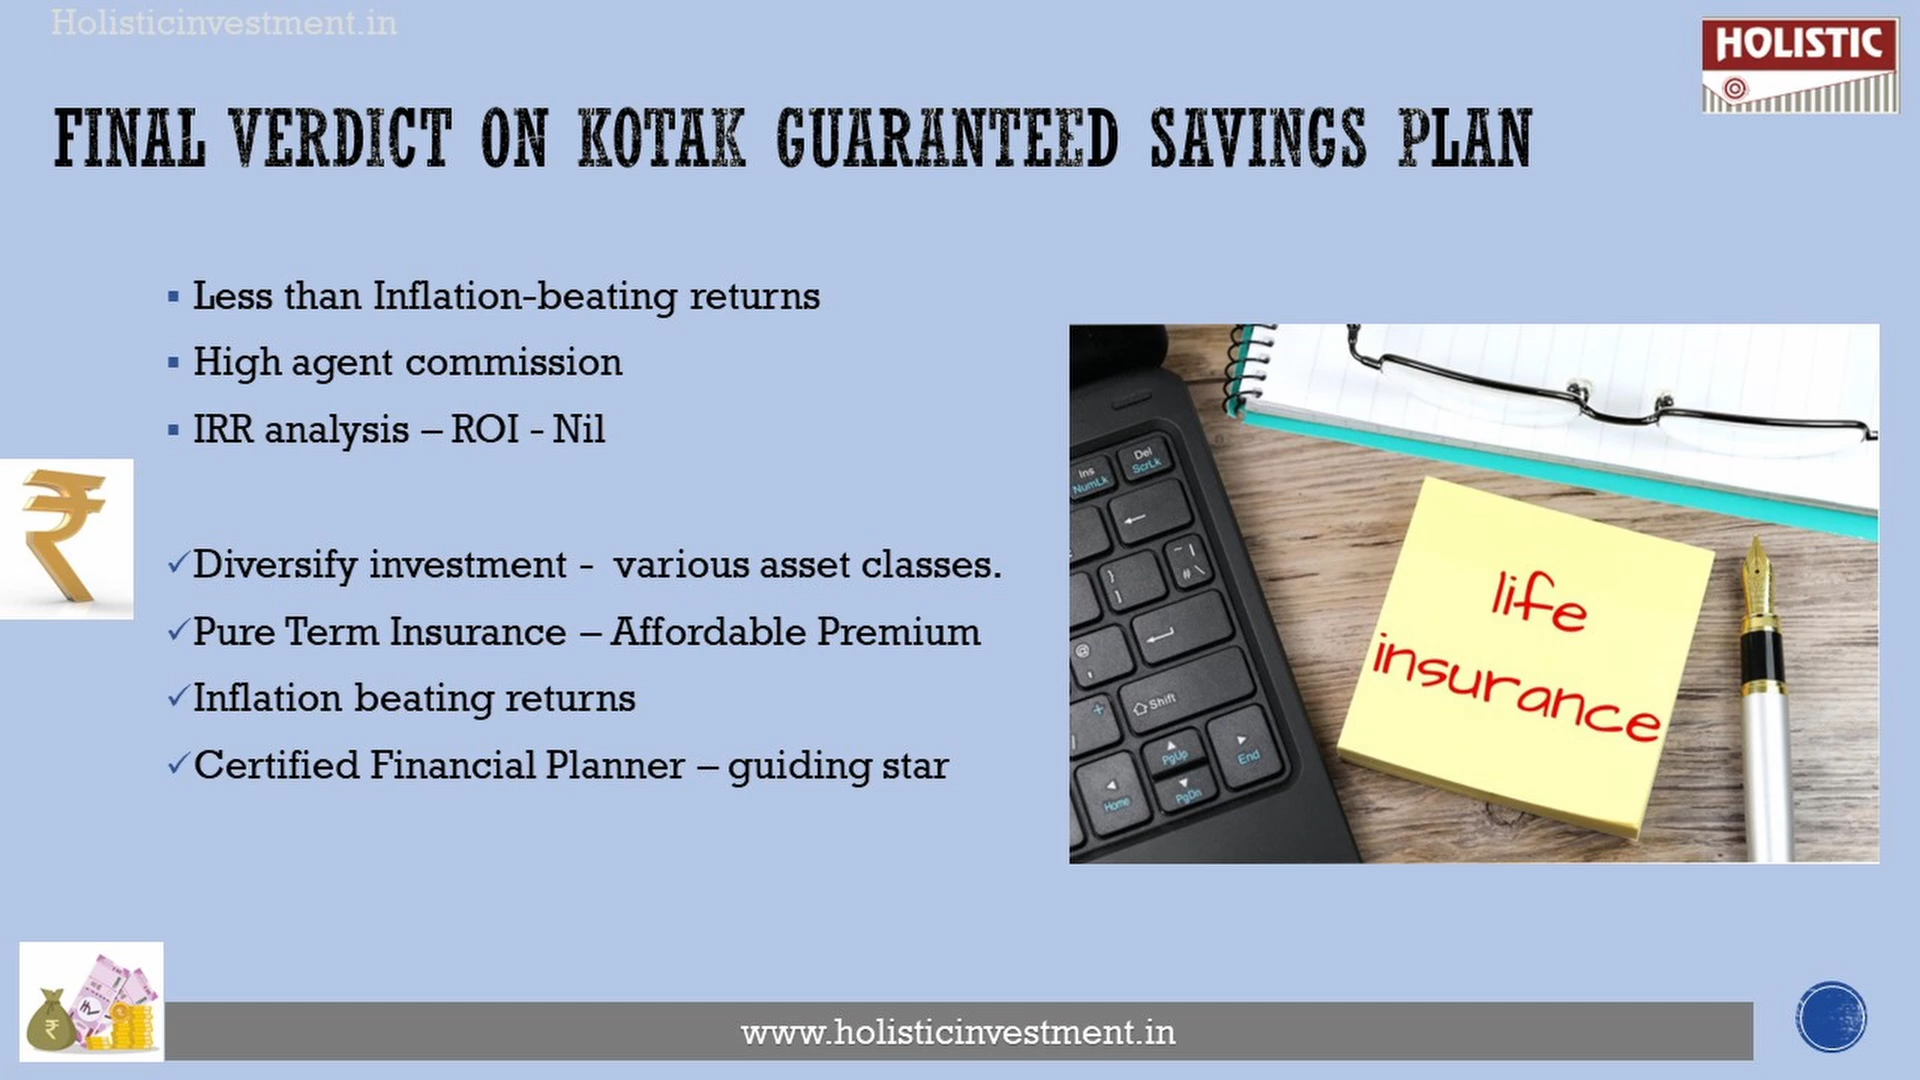 Holisticinvestment.in
HOLISTIC
FINAL VERDICT ON KOTAK GUARANTEED SAVINGS PLAN
▪ Less than Inflation-beating returns
▪ High agent commission
▪ IRR analysis – ROI - Nil
✓Diversify investment - various asset classes.
✓Pure Term Insurance – Affordable Premium
✓Inflation beating returns
✓Certified Financial Planner – guiding star
Del
ScrLk
Ins
NumLk
Shift
PgUp
End
Home
PgDn
life
insurance
www.holisticinvestment.in